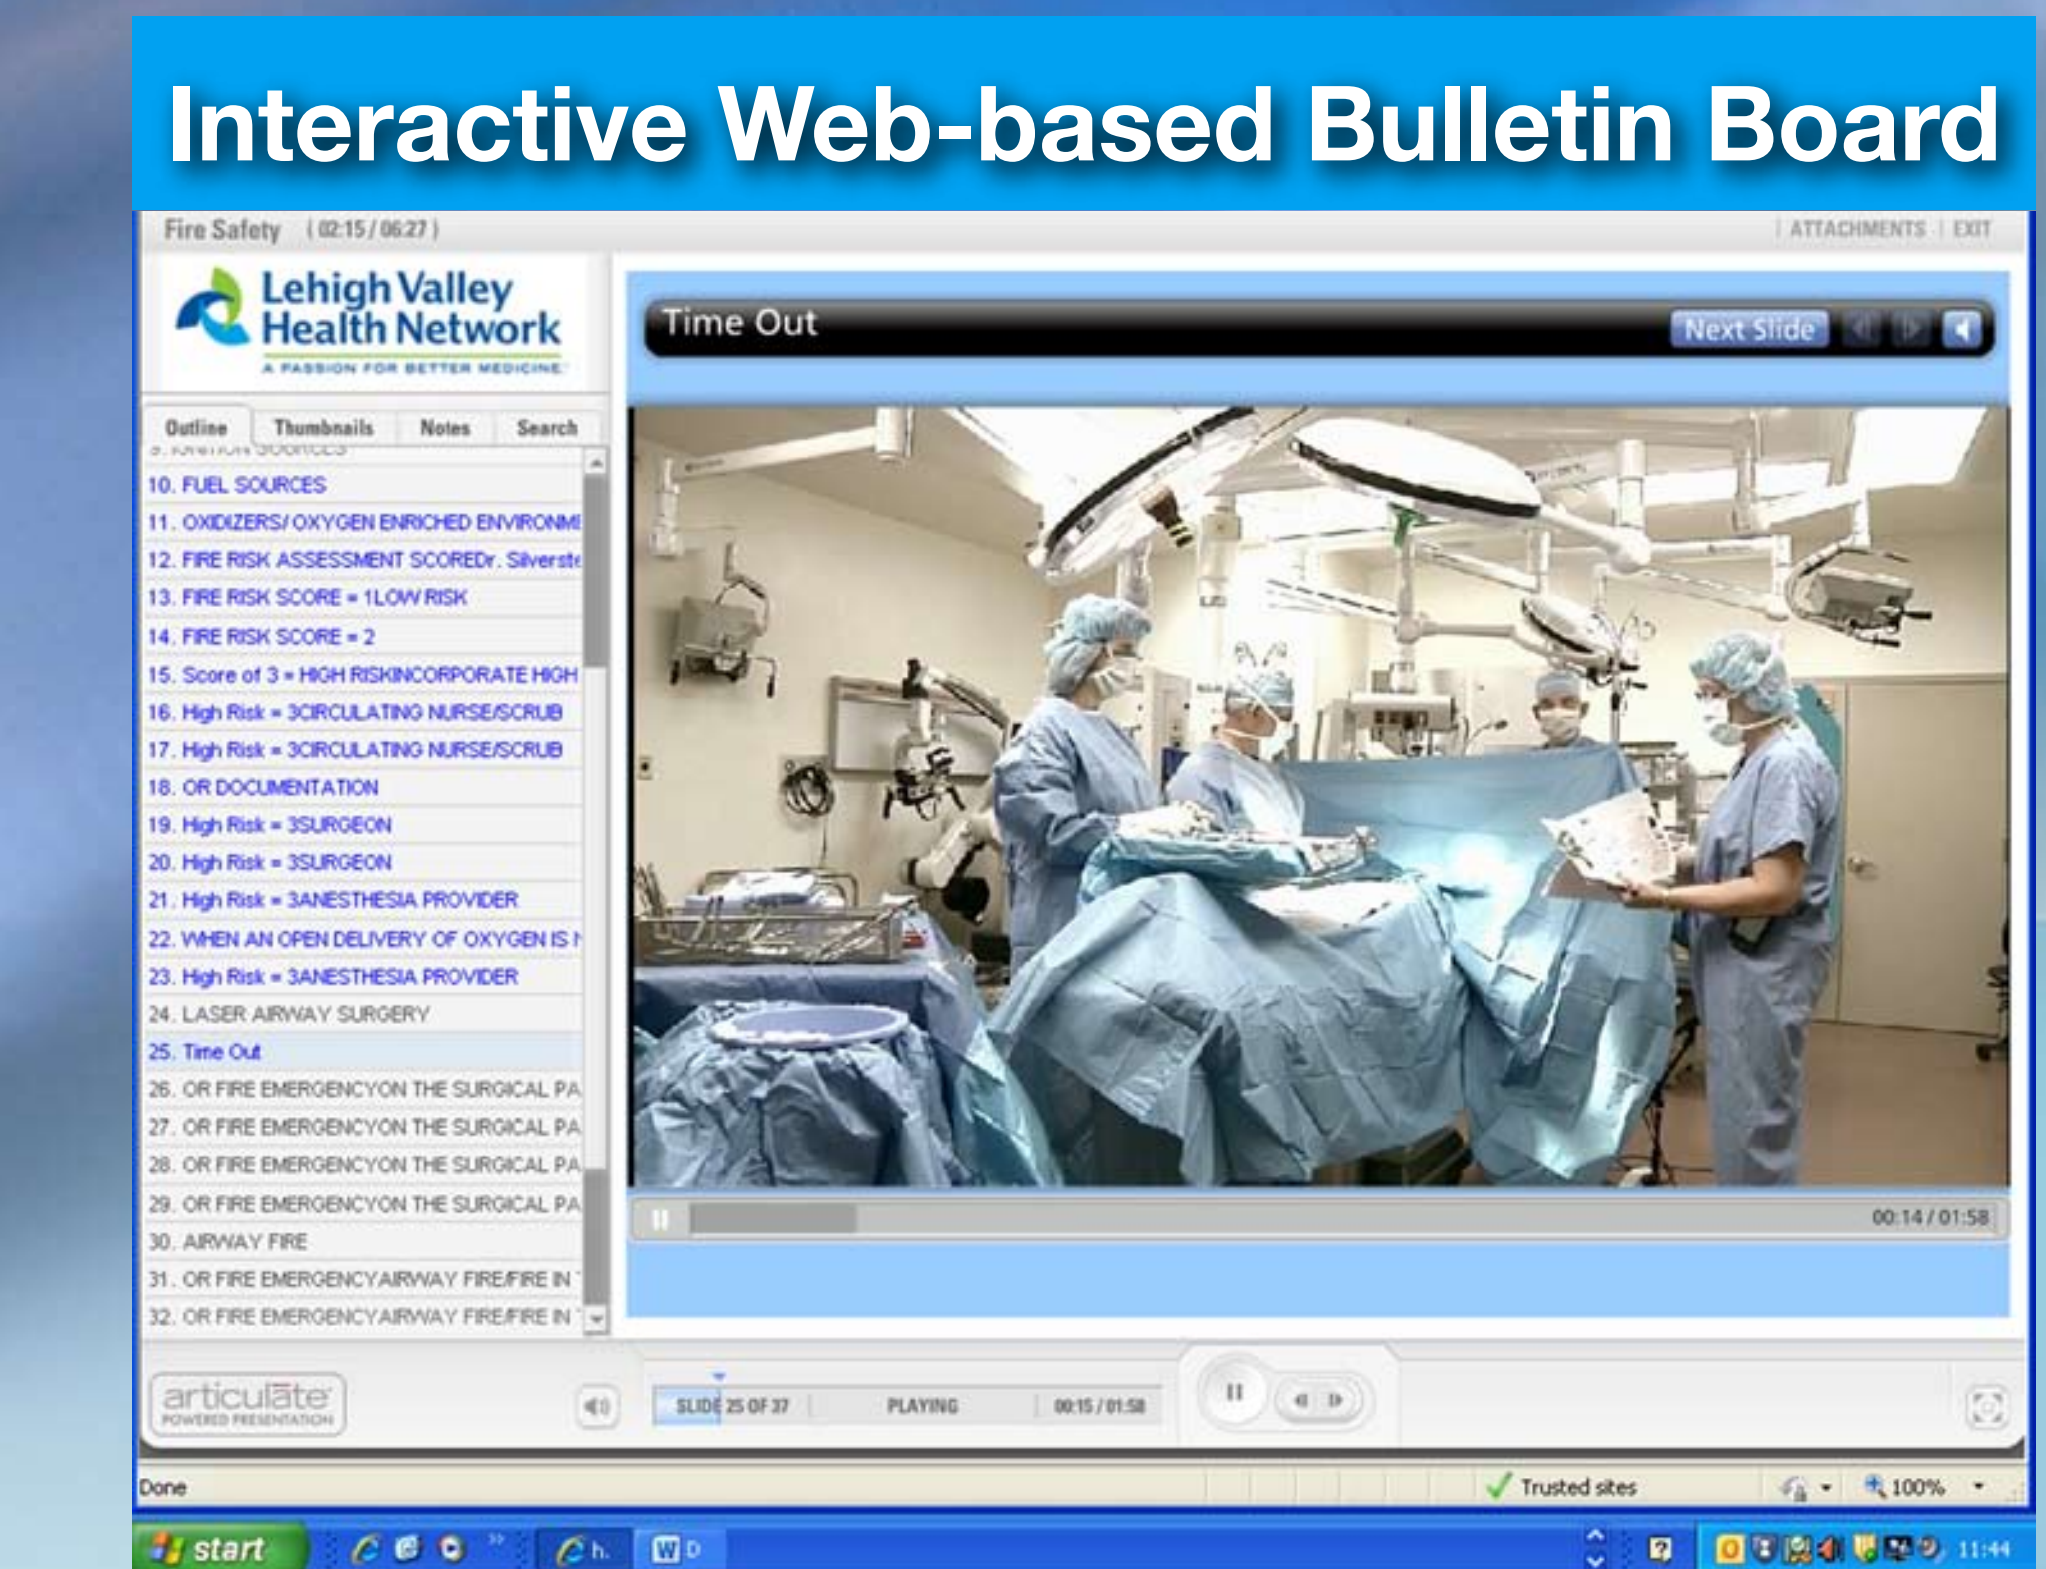 Interactive Web-based Bulletin Board
Fire Safety ( 02:15 / 06:27 )
ATTACHMENTS | EXIT
Lehigh Valley
Health Network
A PASSION FOR BETTER MEDICINE
Time Out
Next Slide
Outline Thumbnails Notes Search
9. IGNITION SOURCES
10. FUEL SOURCES
11. OXIDIZERS/ OXYGEN ENRICHED ENVIRONME
12. FIRE RISK ASSESSMENT SCOREDr. Silverste
13. FIRE RISK SCORE = 1LOW RISK
14. FIRE RISK SCORE = 2
15. Score of 3 = HIGH RISKINCORPORATE HIGH
16. High Risk = 3CIRCULATING NURSE/SCRUB
17. High Risk = 3CIRCULATING NURSE/SCRUB
18. OR DOCUMENTATION
19. High Risk = 3SURGEON
20. High Risk = 3SURGEON
21. High Risk = 3ANESTHESIA PROVIDER
22. WHEN AN OPEN DELIVERY OF OXYGEN IS
23. High Risk = 3ANESTHESIA PROVIDER
24. LASER AIRWAY SURGERY
25. Time Out
26. OR FIRE EMERGENCYON THE SURGICAL PA
27. OR FIRE EMERGENCYON THE SURGICAL PA
28. OR FIRE EMERGENCYON THE SURGICAL PA
29. OR FIRE EMERGENCYON THE SURGICAL PA
30. AIRWAY FIRE
31. OR FIRE EMERGENCYAIRWAY FIRE/FIRE IN
32. OR FIRE EMERGENCYAIRWAY FIRE/FIRE IN
00:14 / 01:58
articulate
POWERED PRESENTATION
SLIDE 25 OF 37 PLAYING 00:15 / 01:58
Done
Trusted sites
100%
start
h.
W D
11:44